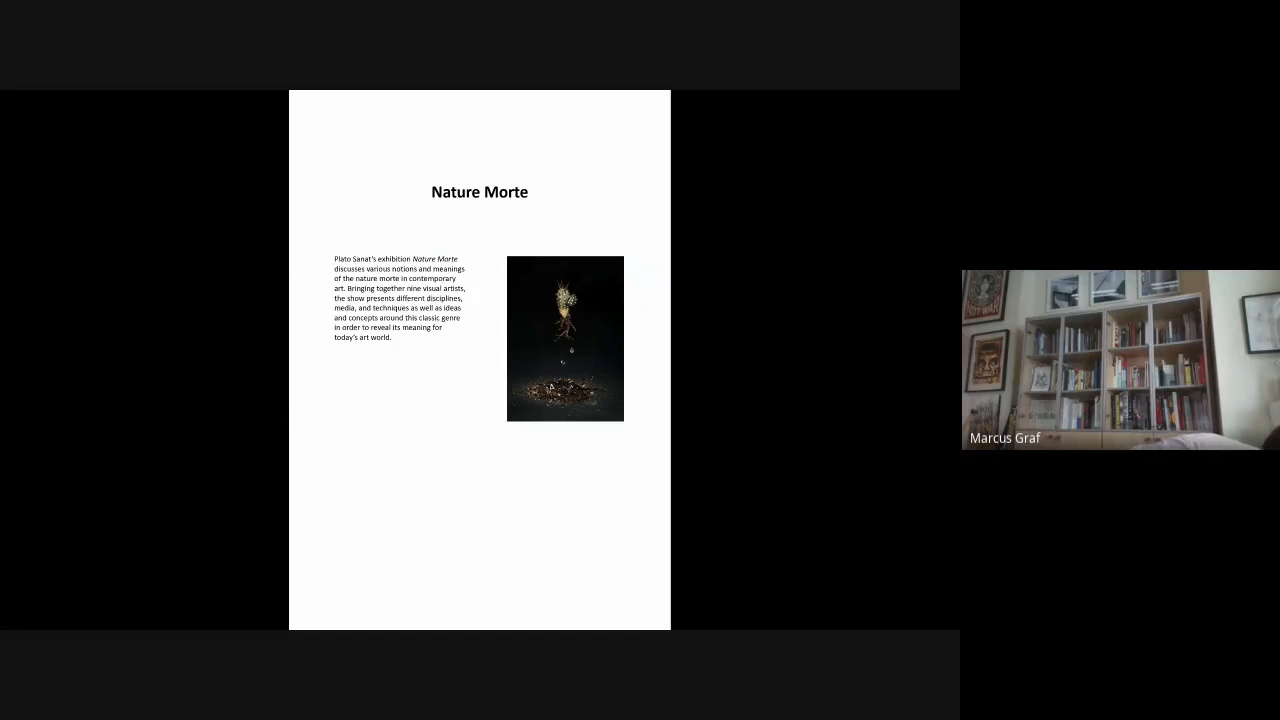 Nature Morte
Plato Sanat's exhibition Nature Morte
discusses various notions and meanings
of the nature morte in contemporary
art. Bringing together nine visual artists,
the show presents different disciplines,
media, and techniques as well as ideas
and concepts around this classic genre
in order to reveal its meaning for
today's art world.
Marcus Graf